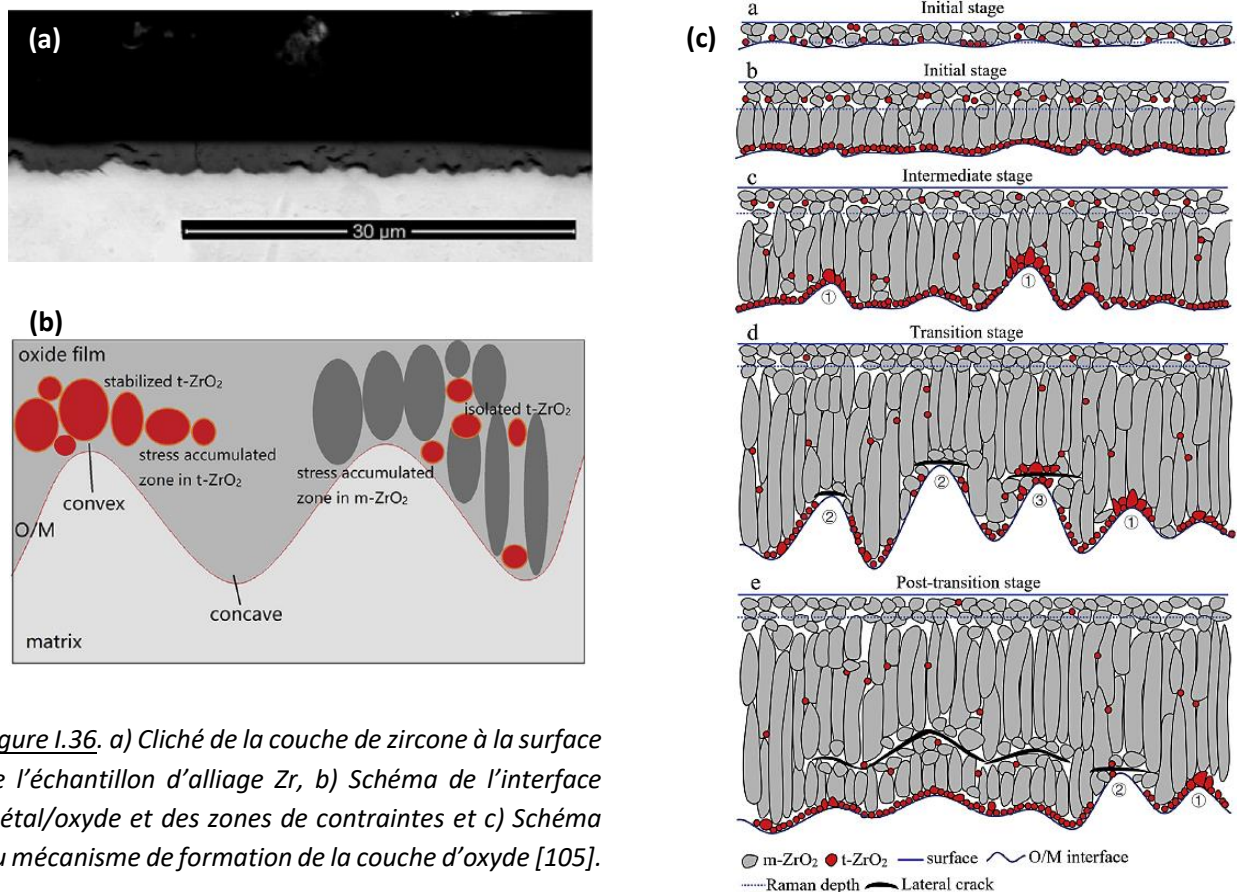 (a)
30 µm
(b)
oxide film
stabilized t-ZrO₂
stress accumulated
zone in t-ZrO₂
convex
O/M
isolated t-ZrO₂
stress accumulated
zone in m-ZrO₂
concave
matrix
gure I.36. a) Cliché de la couche de zircone à la surface
e l’échantillon d’alliage Zr, b) Schéma de l’interface
étal/oxyde et des zones de contraintes et c) Schéma
u mécanisme de formation de la couche d’oxyde [105].
(c)
a
Initial stage
b
Initial stage
c
Intermediate stage
①
①
d
Transition stage
②
②
③
①
e
Post-transition stage
②
①
m-ZrO₂ t-ZrO₂ surface O/M interface
Raman depth Lateral crack